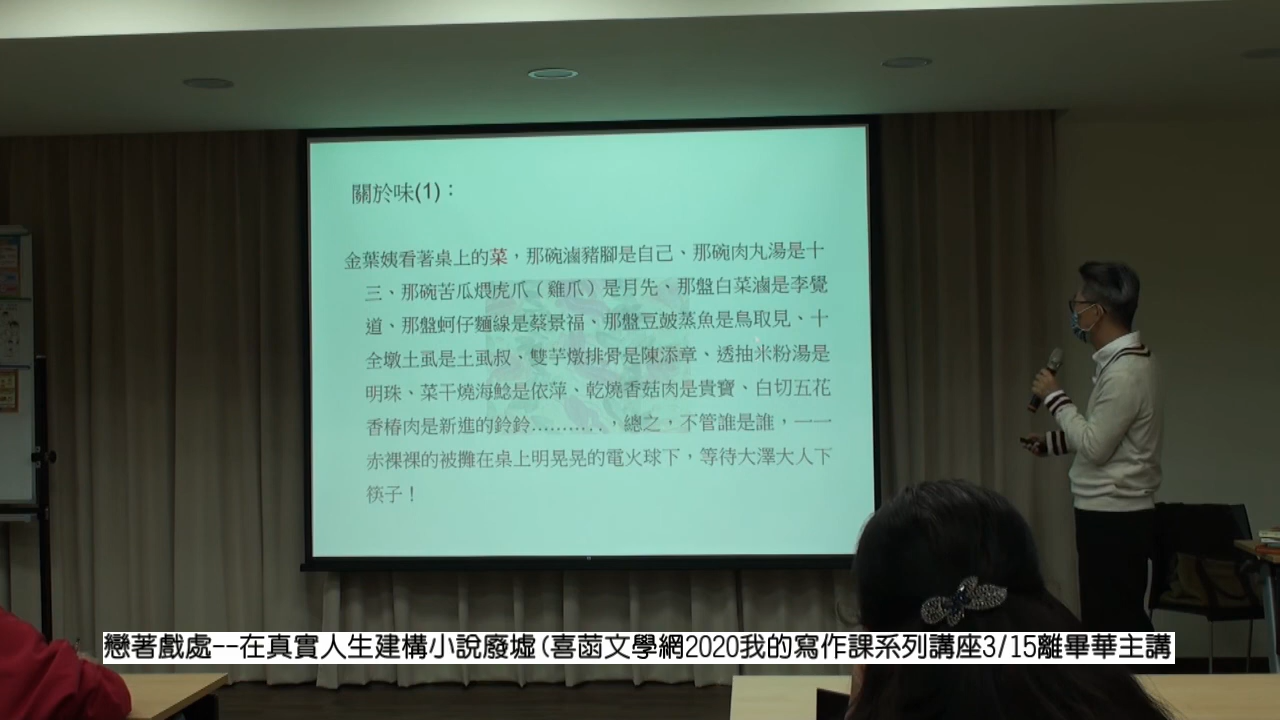 關於味(1)：
金葉姨看著桌上的菜，那碗滷豬腳是自己、那碗肉丸湯是十
三、那碗苦瓜煨虎爪（雞爪）是月先、那盤白菜滷是李覺
道、那盤蚵仔麵線是蔡景福、那盤豆豉蒸魚是鳥取見、十
全燉土虱是土虱叔、雙芋燉排骨是陳添章、透抽米粉湯是
明珠、菜干燒海鯰是依萍、乾燒香菇肉是貴寶、白切五花
香椿肉是新進的鈴鈴...........，總之，不管誰是誰，一一
赤裸裸的被攤在桌上明晃晃的電火球下，等待大澤大人下
筷子！
戀著戲處--在真實人生建構小說廢墟(喜菡文學網2020我的寫作課系列講座3/15離畢華主講